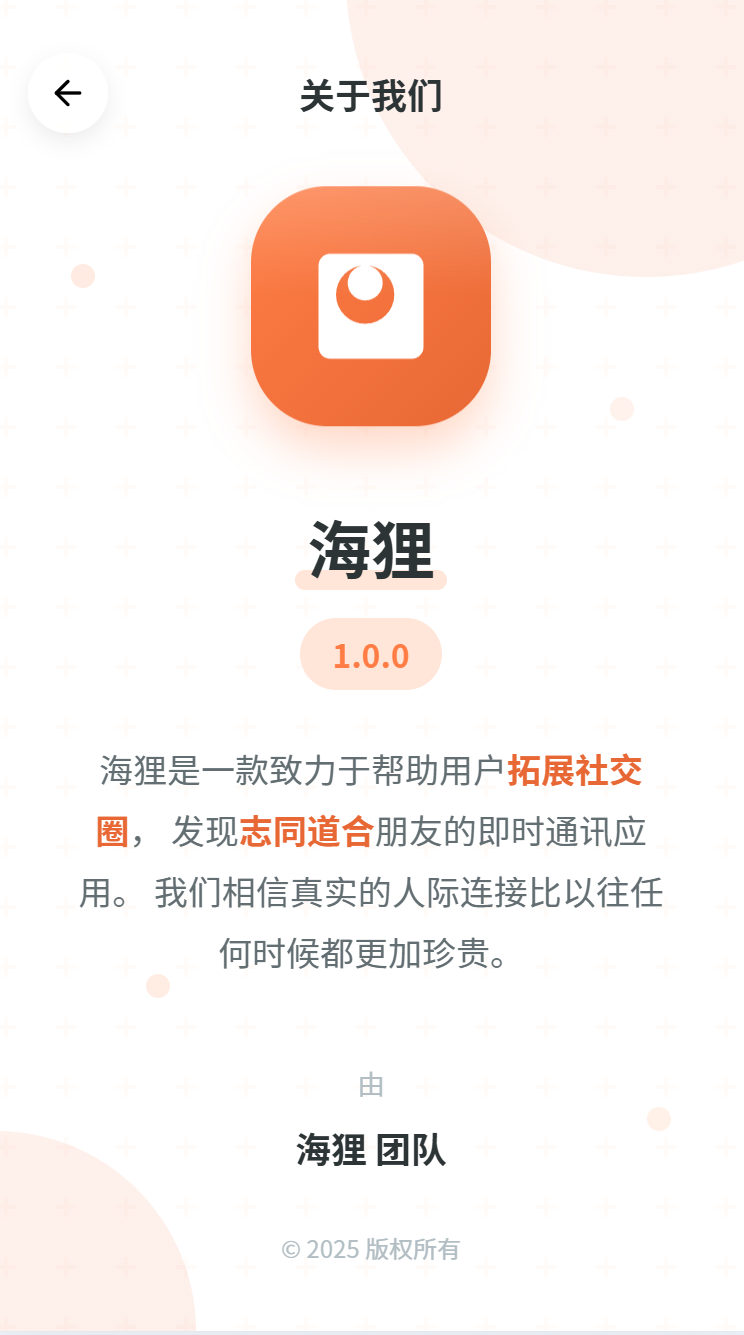 关于我们
海狸
1.0.0
海狸是一款致力于帮助用户拓展社交
圈， 发现志同道合朋友的即时通讯应
用。 我们相信真实的人际连接比以往任
何时候都更加珍贵。
由
海狸 团队
© 2025 版权所有